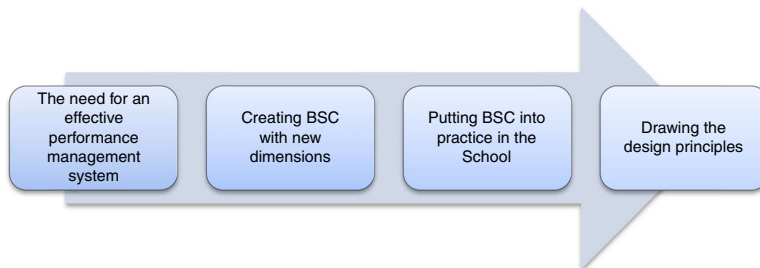 The need for an
effective
performance
management
system
Creating BSC
with new
dimensions
Putting BSC into
practice in the
School
Drawing the
design principles